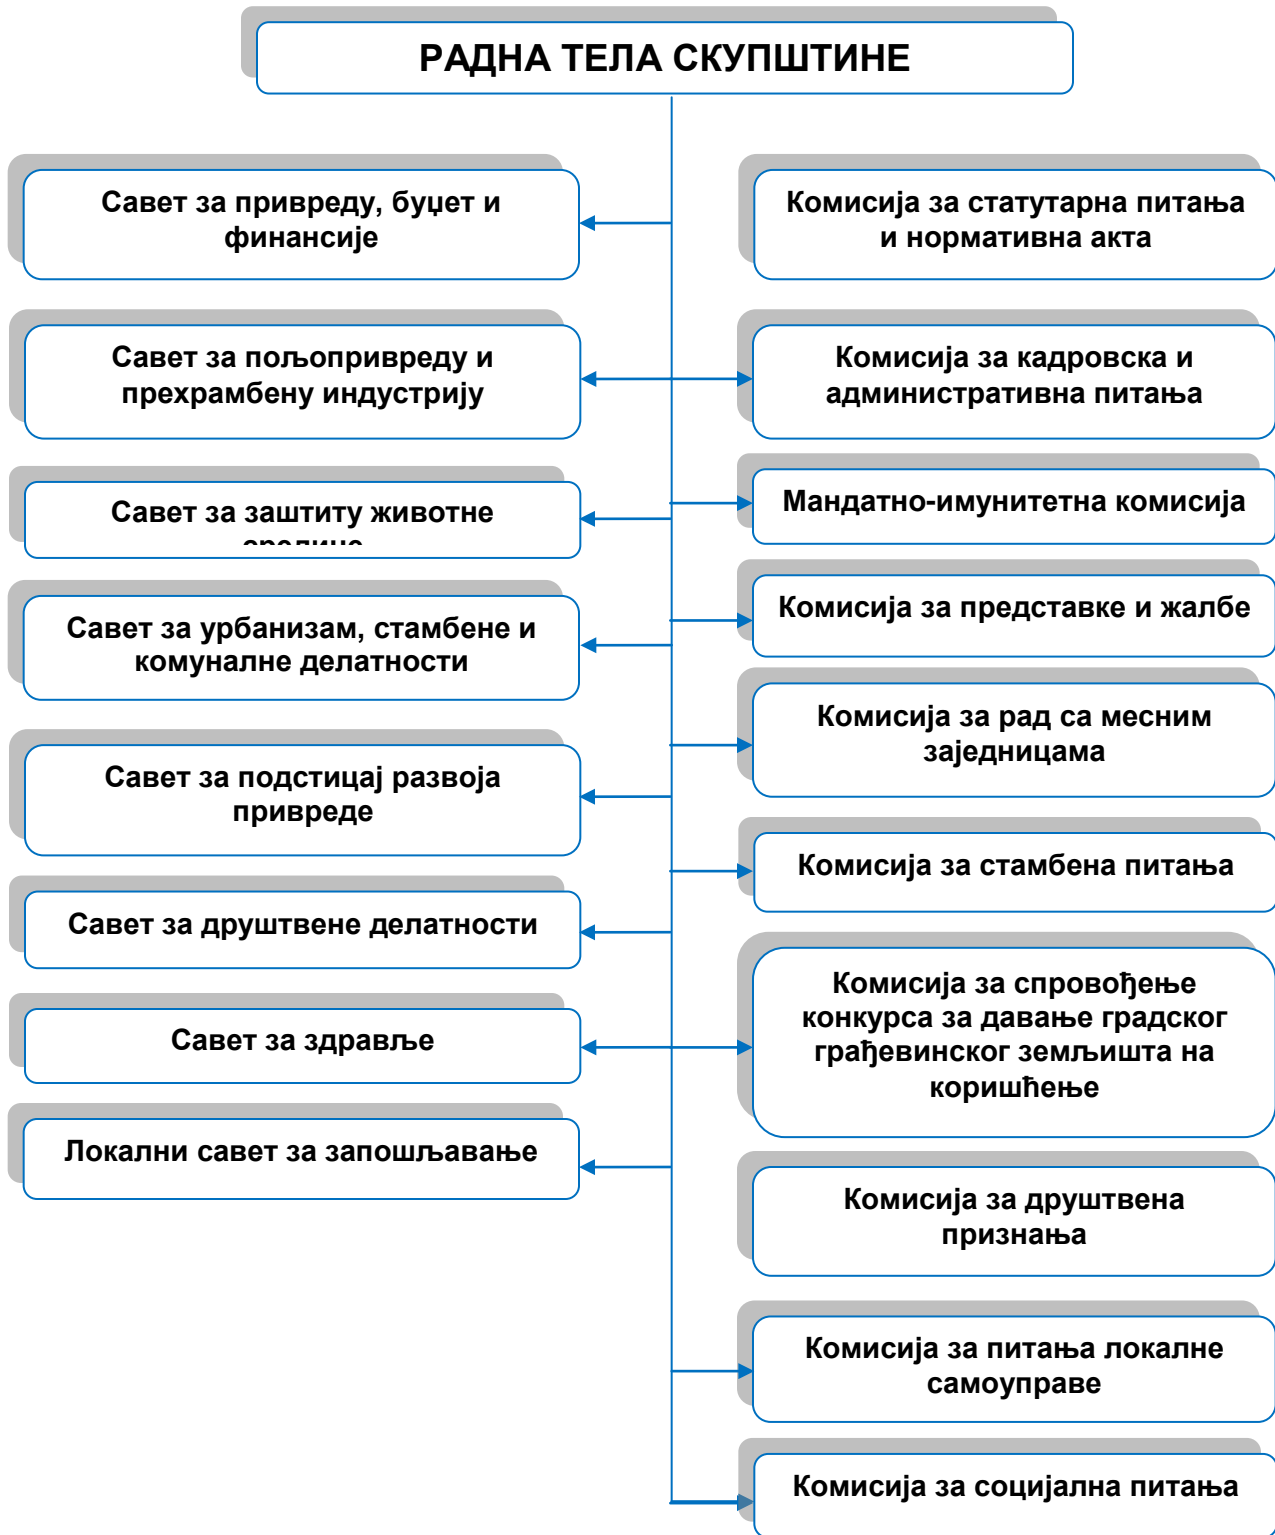 РАДНА ТЕЛА СКУПШТИНЕ
Савет за привреду, буџет и
финансије
Савет за пољопривреду и
прехрамбену индустрију
Савет за заштиту животне
средине
Савет за урбанизам, стамбене и
комуналне делатности
Савет за подстицај развоја
привреде
Савет за друштвене делатности
Савет за здравље
Локални савет за запошљавање
Комисија за статутарна питања
и нормативна акта
Комисија за кадровска и
административна питања
Мандатно-имунитетна комисија
Комисија за представке и жалбе
Комисија за рад са месним
заједницама
Комисија за стамбена питања
Комисија за спровођење
конкурса за давање градског
грађевинског земљишта на
коришћење
Комисија за друштвена
признања
Комисија за питања локалне
самоуправе
Комисија за социјална питања